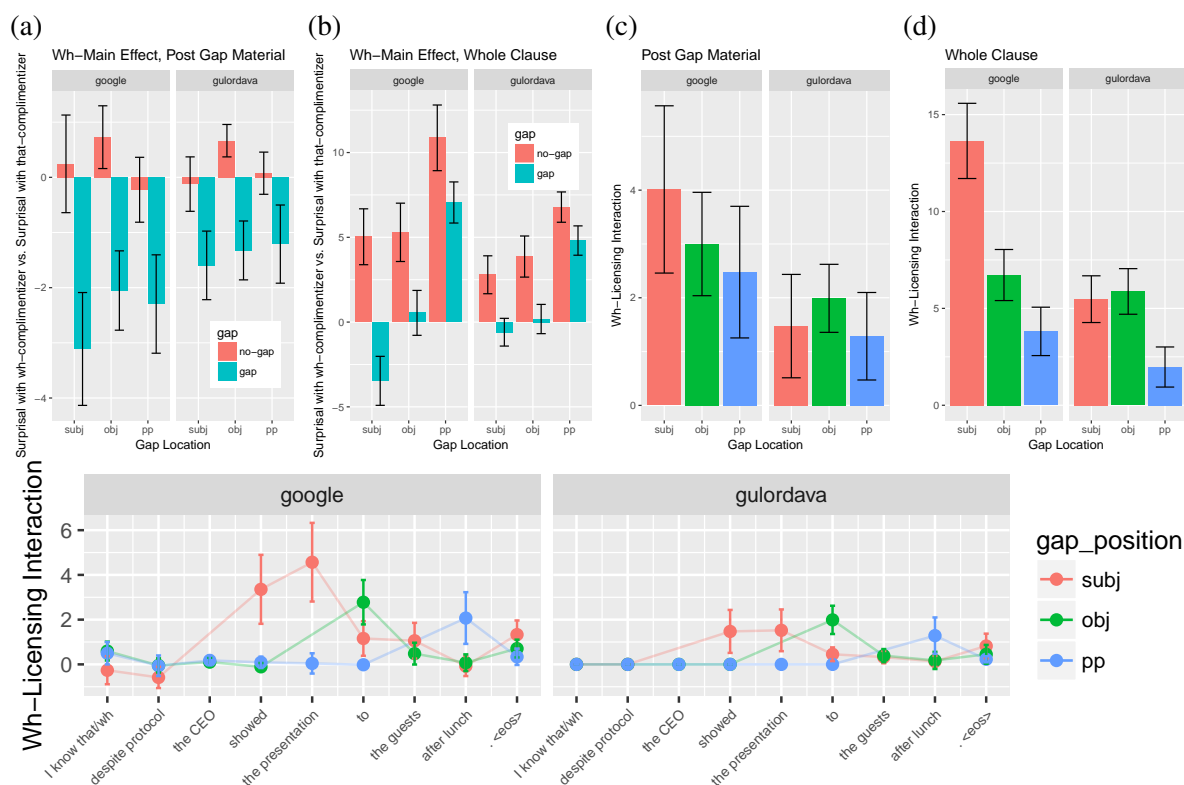 (a)
(b)
(c)
(d)
Wh−Main Effect, Post Gap Material
google
gulordava
Surprisal with wh−complimentizer vs. Surprisal with that−complimentizer
0
−2
−4
gap
no−gap
gap
subj
obj
pp
subj
obj
pp
Gap Location
Wh−Main Effect, Whole Clause
google
gulordava
Surprisal with wh−complimentizer vs. Surprisal with that−complimentizer
10
5
0
−5
gap
no−gap
gap
subj
obj
pp
subj
obj
pp
Gap Location
Post Gap Material
google
gulordava
Wh−Licensing Interaction
4
2
0
subj
obj
pp
subj
obj
pp
Gap Location
Whole Clause
google
gulordava
Wh−Licensing Interaction
15
10
5
0
subj
obj
pp
subj
obj
pp
Gap Location
google
gulordava
Wh−Licensing Interaction
6
4
2
0
I know that/wh
despite protocol
the CEO
showed
the presentation
to
the guests
after lunch
. <eos>
I know that/wh
despite protocol
the CEO
showed
the presentation
to
the guests
after lunch
. <eos>
gap_position
subj
obj
pp